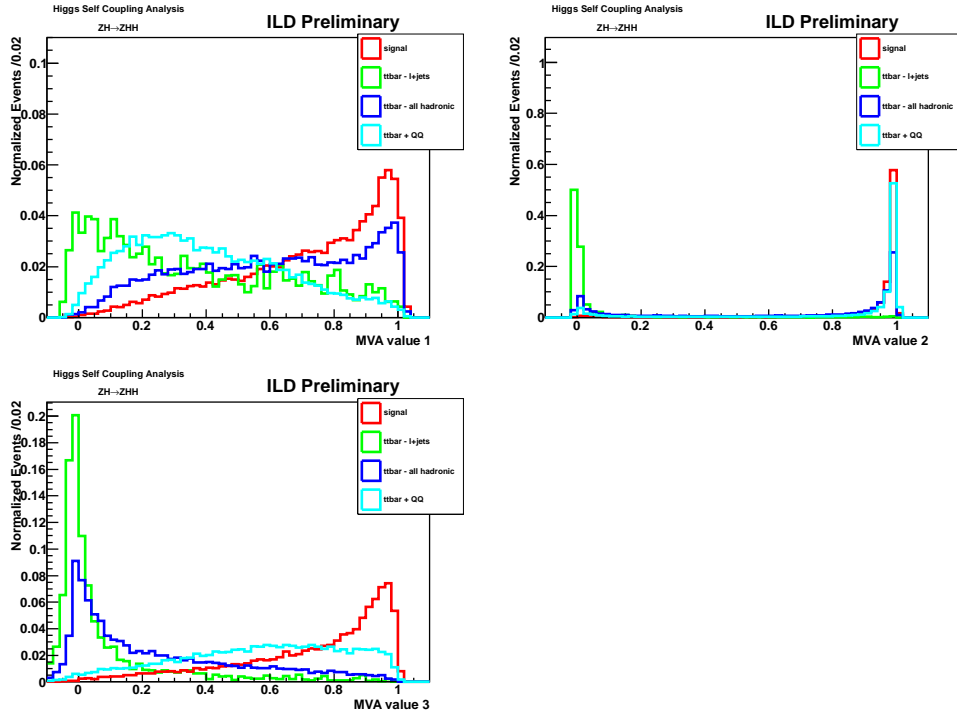 Higgs Self Coupling Analysis
ZH→ZHH
ILD Preliminary
Normalized Events /0.02
0.1
0.08
0.06
0.04
0.02
0
0 0.2 0.4 0.6 0.8 1
MVA value 1
signal
ttbar - l+jets
ttbar - all hadronic
ttbar + QQ
Higgs Self Coupling Analysis
ZH→ZHH
ILD Preliminary
Normalized Events /0.02
1
0.8
0.6
0.4
0.2
0
0 0.2 0.4 0.6 0.8 1
MVA value 2
signal
ttbar - l+jets
ttbar - all hadronic
ttbar + QQ
Higgs Self Coupling Analysis
ZH→ZHH
ILD Preliminary
Normalized Events /0.02
0.2
0.18
0.16
0.14
0.12
0.1
0.08
0.06
0.04
0.02
0
0 0.2 0.4 0.6 0.8 1
MVA value 3
signal
ttbar - l+jets
ttbar - all hadronic
ttbar + QQ